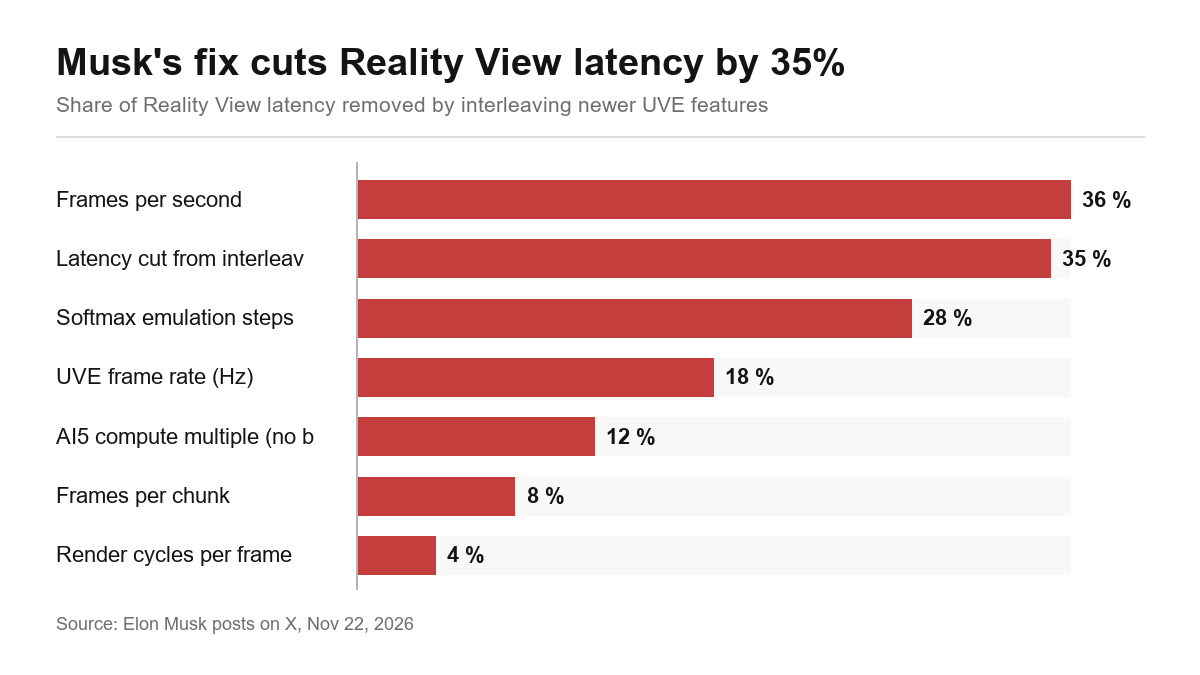 Musk's fix cuts Reality View latency by 35%
Share of Reality View latency removed by interleaving newer UVE features
Frames per second 36 %
Latency cut from interleav 35 %
Softmax emulation steps 28 %
UVE frame rate (Hz) 18 %
AI5 compute multiple (no b 12 %
Frames per chunk 8 %
Render cycles per frame 4 %
Source: Elon Musk posts on X, Nov 22, 2026